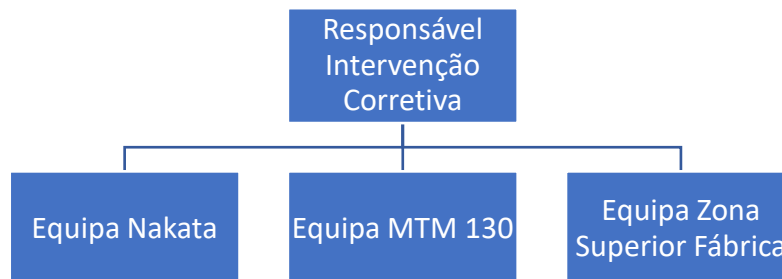 Responsável
Intervenção
Corretiva
Equipa Nakata
Equipa MTM 130
Equipa Zona
Superior Fábrica